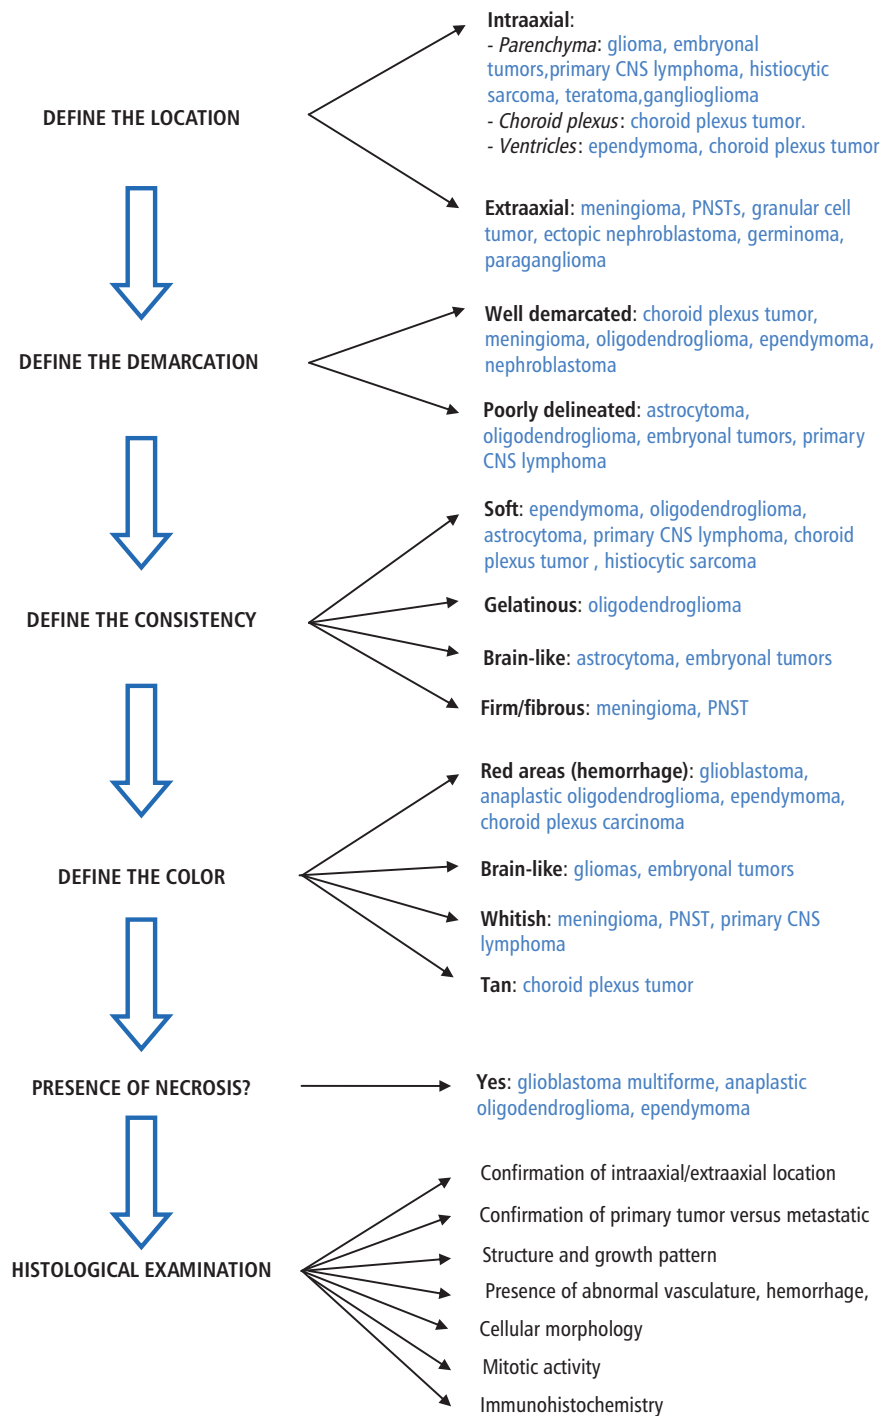 DEFINE THE LOCATION
Intraaxial:
- Parenchyma: glioma, embryonal
tumors,primary CNS lymphoma, histiocytic
sarcoma, teratoma,ganglioglioma
- Choroid plexus: choroid plexus tumor.
- Ventricles: ependymoma, choroid plexus tumor
Extraaxial: meningioma, PNSTs, granular cell
tumor, ectopic nephroblastoma, germinoma,
paraganglioma
DEFINE THE DEMARCATION
Well demarcated: choroid plexus tumor,
meningioma, oligodendroglioma, ependymoma,
nephroblastoma
Poorly delineated: astrocytoma,
oligodendroglioma, embryonal tumors, primary
CNS lymphoma
DEFINE THE CONSISTENCY
Soft: ependymoma, oligodendroglioma,
astrocytoma, primary CNS lymphoma, choroid
plexus tumor , histiocytic sarcoma
Gelatinous: oligodendroglioma
Brain-like: astrocytoma, embryonal tumors
Firm/fibrous: meningioma, PNST
DEFINE THE COLOR
Red areas (hemorrhage): glioblastoma,
anaplastic oligodendroglioma, ependymoma,
choroid plexus carcinoma
Brain-like: gliomas, embryonal tumors
Whitish: meningioma, PNST, primary CNS
lymphoma
Tan: choroid plexus tumor
PRESENCE OF NECROSIS?
Yes: glioblastoma multiforme, anaplastic
oligodendroglioma, ependymoma
HISTOLOGICAL EXAMINATION
Confirmation of intraaxial/extraaxial location
Confirmation of primary tumor versus metastatic
Structure and growth pattern
Presence of abnormal vasculature, hemorrhage,
Cellular morphology
Mitotic activity
Immunohistochemistry